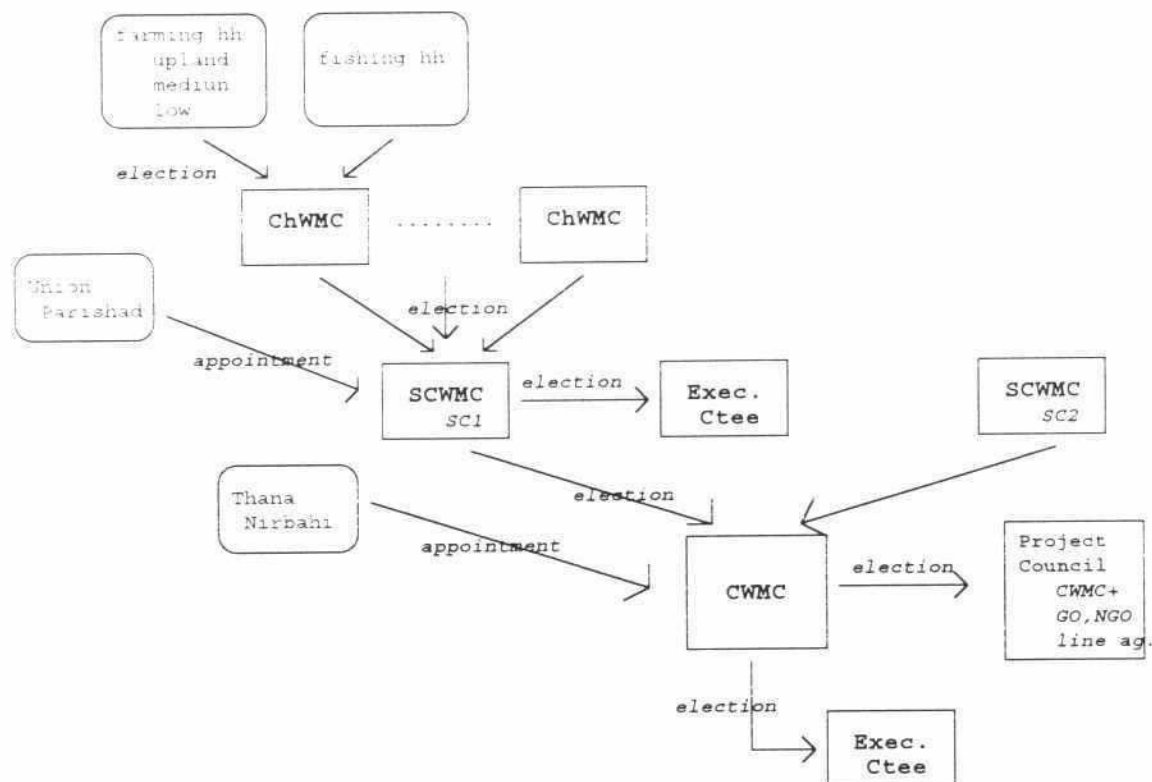 farming hh
upland
mediun
low
fishing hh
election
ChWMC ........ ChWMC
Union
Parishad
election
appointment
SCWMC
SC1
election
Exec.
Ctee
SCWMC
SC2
Thana
Nirbahi
election
appointment
CWMC
election
Project
Council
CWMC+
GO,NGO
line ag.
election
Exec.
Ctee